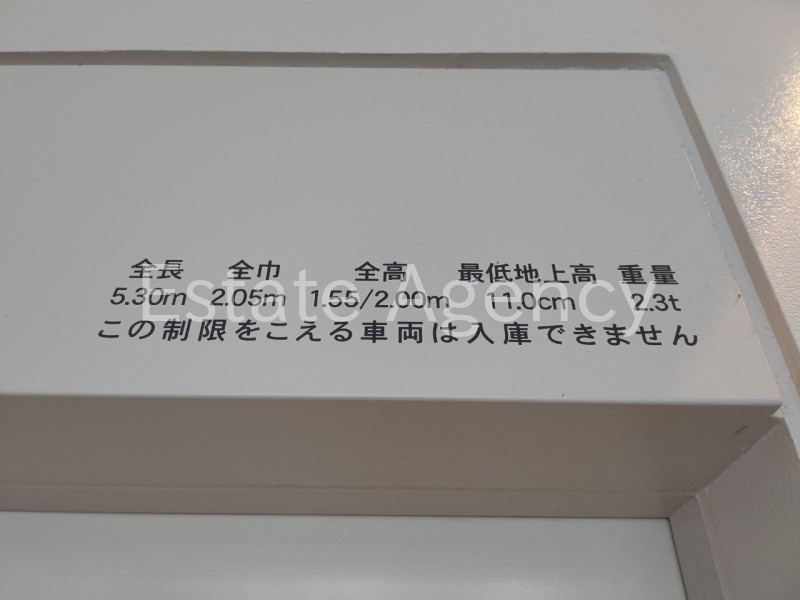 全長 全巾 全高 最低地上高 重量
5.30m 2.05m 1.55/2.00m 11.0cm 2.3t
この制限をこえる車両は入庫できません
Estate Agency